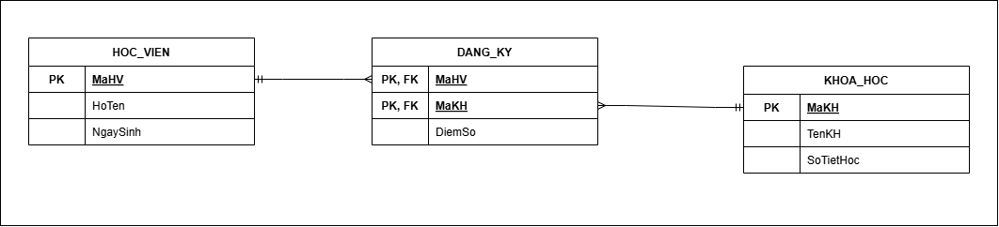 HOC_VIEN
PK MaHV
HoTen
NgaySinh
DANG_KY
PK, FK MaHV
PK, FK MaKH
DiemSo
KHOA_HOC
PK MaKH
TenKH
SoTietHoc